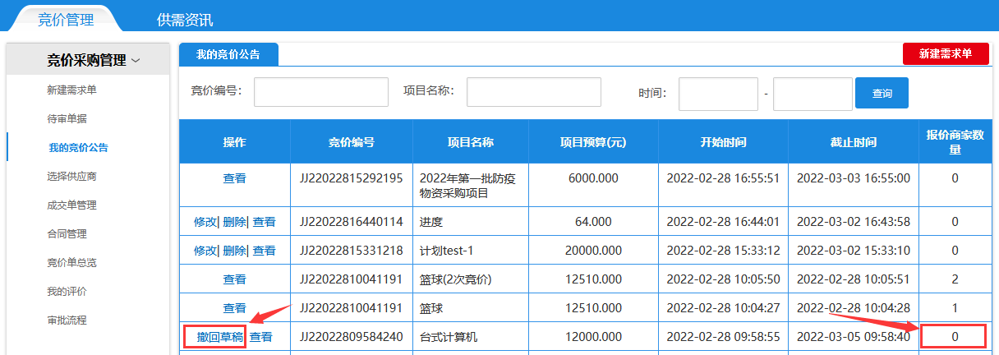 竞价管理 供需资讯
竞价采购管理
新建需求单
待审单据
我的竞价公告
选择供应商
成交单管理
合同管理
竞价单总览
我的评价
审批流程
我的竞价公告 新建需求单
竞价编号： 项目名称： 时间： - 查询
操作 竞价编号 项目名称 项目预算(元) 开始时间 截止时间 报价商家数
量
查看 JJ22022815292195 2022年第一批防疫 6000.000 2022-02-28 16:55:51 2022-03-03 16:55:00 0
物资采购项目
修改| 删除| 查看 JJ22022816440114 进度 64.000 2022-02-28 16:44:01 2022-03-02 16:43:58 0
修改| 删除| 查看 JJ22022815331218 计划test-1 20000.000 2022-02-28 15:33:12 2022-03-02 15:33:10 0
查看 JJ22022810041191 篮球(2次竞价) 12510.000 2022-02-28 10:05:50 2022-02-28 10:05:51 2
查看 JJ22022810041191 篮球 12510.000 2022-02-28 10:04:27 2022-02-28 10:04:28 1
撤回草稿 查看 JJ22022809584240 台式计算机 12000.000 2022-02-28 09:58:55 2022-03-05 09:58:40 0